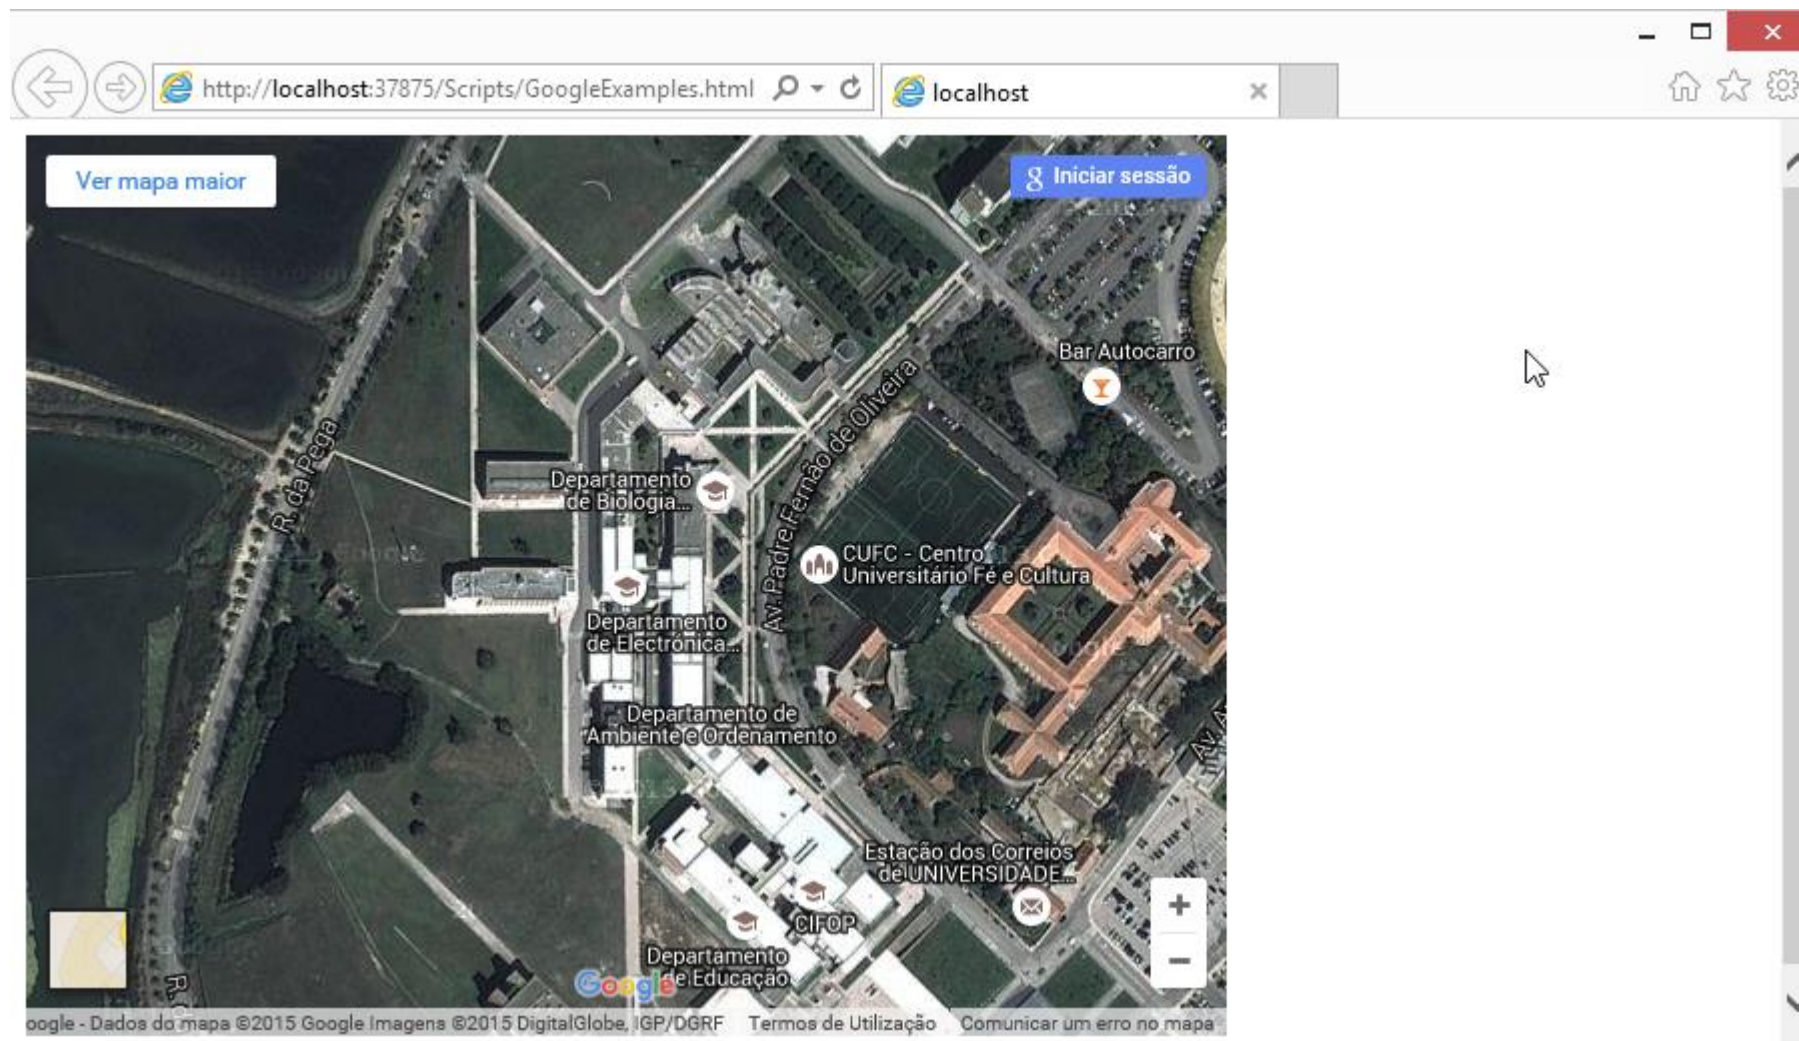 http://localhost:37875/Scripts/GoogleExamples.html
localhost
Ver mapa maior
g Iniciar sessão
Bar Autocarro
R. da Pega
Av. Padre Fernão de Oliveira
Departamento
de Biologia...
CUFC - Centro
Universitário Fé e Cultura
Departamento
de Electrónica...
Departamento de
Ambiente e Ordenamento
Av. A
Estação dos Correios
de UNIVERSIDADE...
CIFOP
Departamento
de Educação
Google
oogle - Dados do mapa ©2015 Google Imagens ©2015 DigitalGlobe, IGP/DGRF
Termos de Utilização
Comunicar um erro no mapa